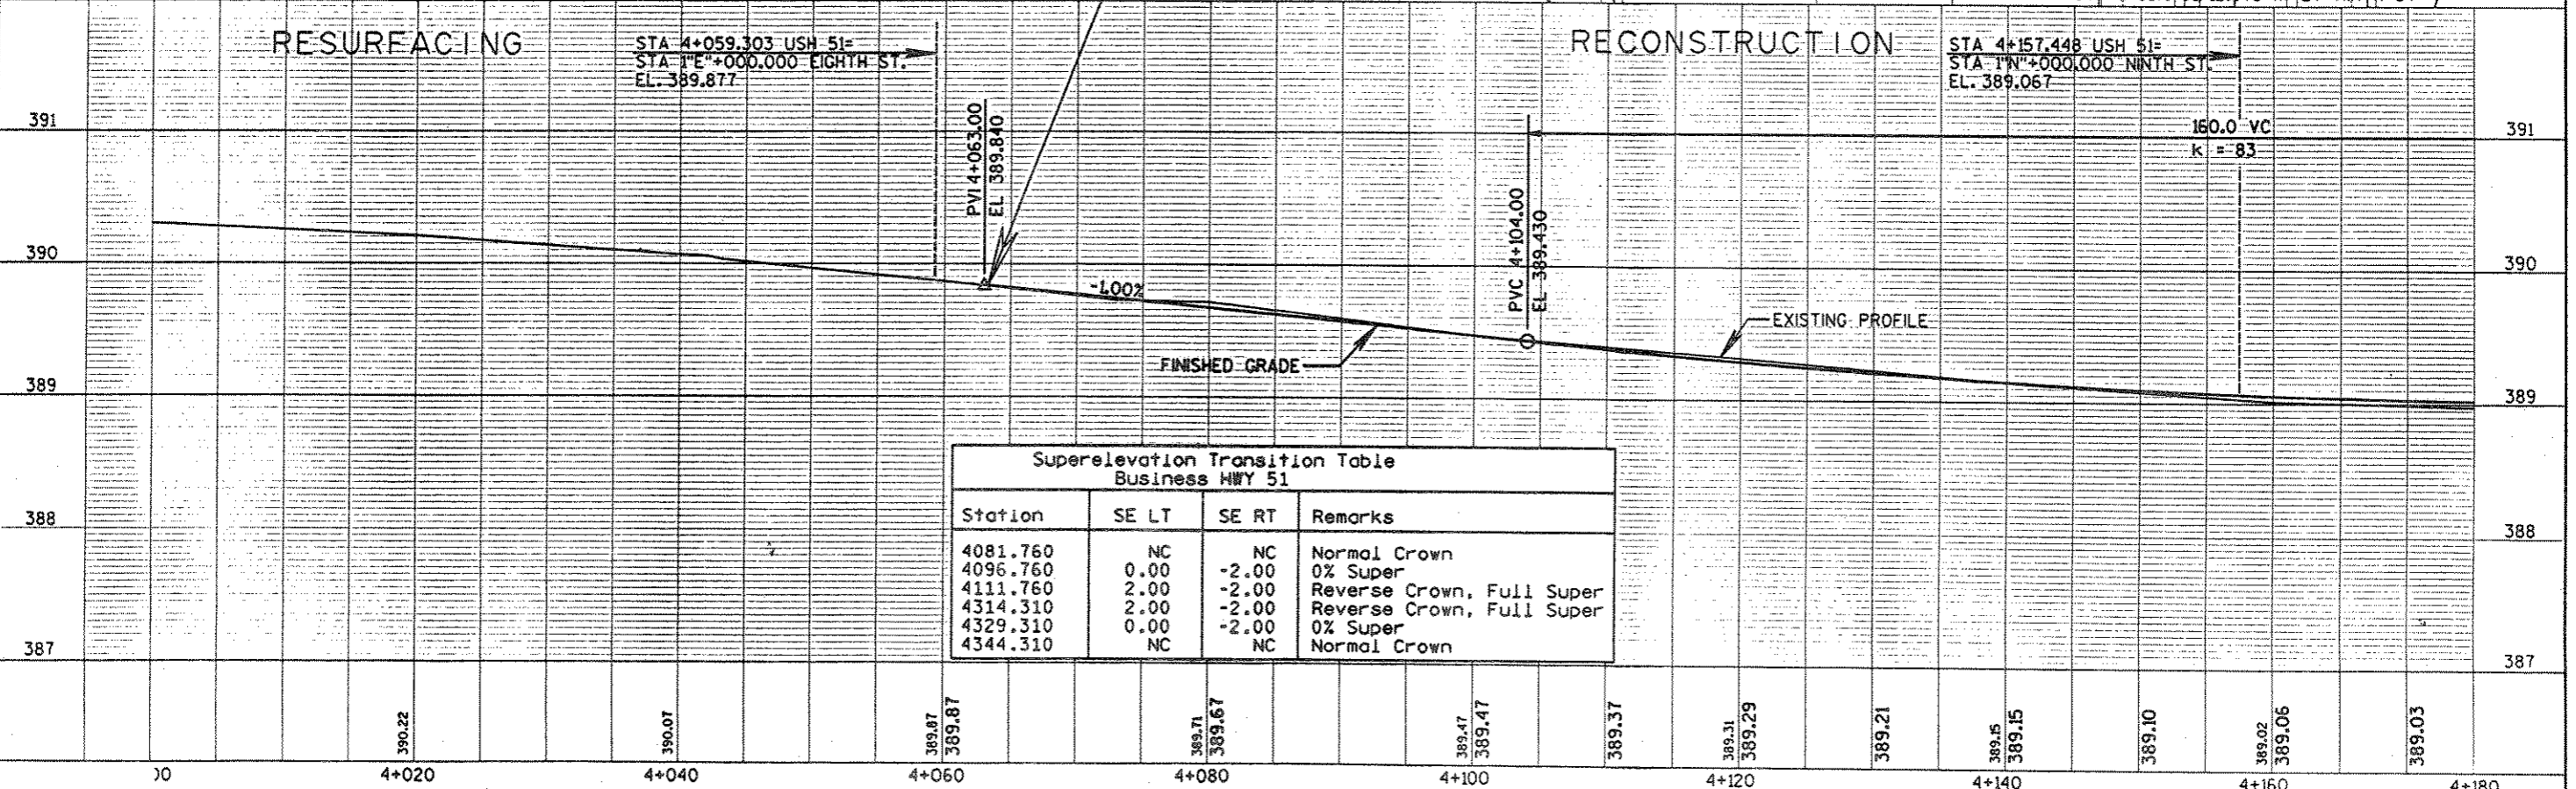 RESURFACING
STA 4+059.303 USH 51=
STA 1"E"+000.000 EIGHTH ST.
EL. 389.877
RECONSTRUCTION
STA 4+157.448 USH 51=
STA 1"N"+000.000 NINTH ST.
EL. 389.067
PVI 4+063.00
EL 389.840
160.0 VC
k = 83
391
391
390
390
-1.00%
PVC 4+104.00
EL 389.430
EXISTING PROFILE
FINISHED GRADE
389
389
Superelevation Transition Table
Business HWY 51
Station SE LT SE RT Remarks
4081.760 NC NC Normal Crown
4096.760 0.00 -2.00 0% Super
4111.760 2.00 -2.00 Reverse Crown, Full Super
4314.310 2.00 -2.00 Reverse Crown, Full Super
4329.310 0.00 -2.00 0% Super
4344.310 NC NC Normal Crown
388
388
387
387
390.22
390.07
389.87
389.87
389.71
389.67
389.47
389.47
389.37
389.31
389.29
389.21
389.15
389.15
389.10
389.02
389.06
389.03
00 4+020 4+040 4+060 4+080 4+100 4+120 4+140 4+160 4+180